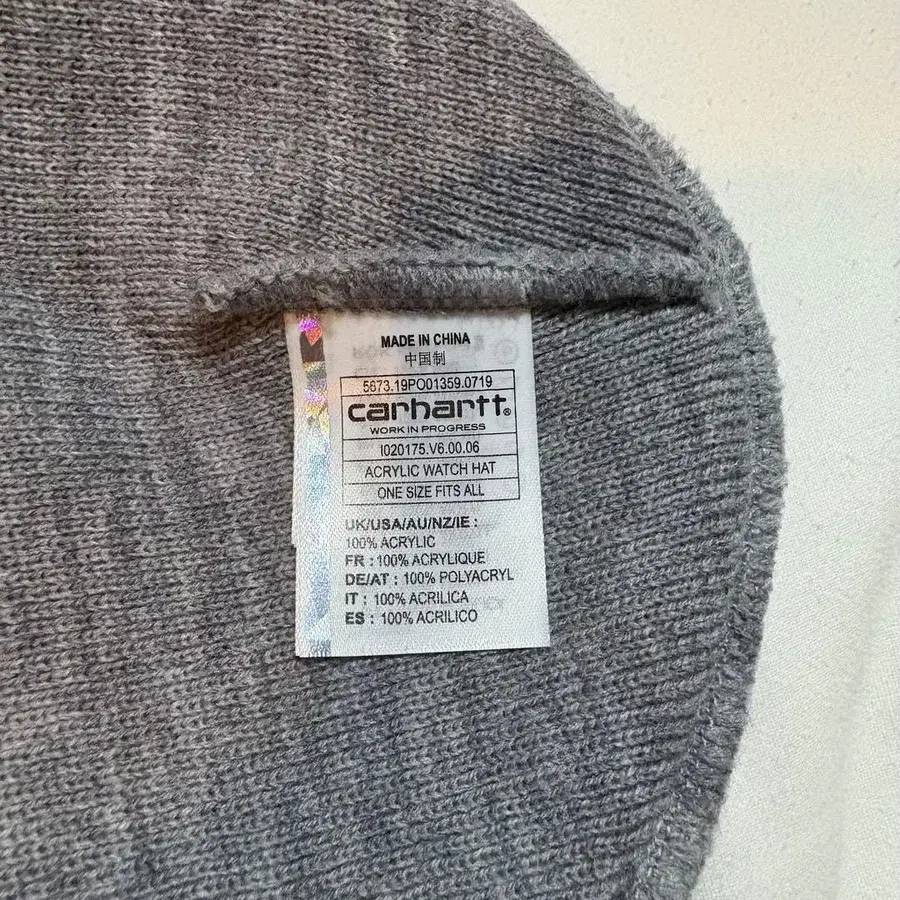 MADE IN CHINA
中国制
5673.19PO01359.0719
carhartt®
WORK IN PROGRESS
I020175.V6.00.06
ACRYLIC WATCH HAT
ONE SIZE FITS ALL
UK/USA/AU/NZ/IE :
100% ACRYLIC
FR : 100% ACRYLIQUE
DE/AT : 100% POLYACRYL
IT : 100% ACRILICA
ES : 100% ACRILICO